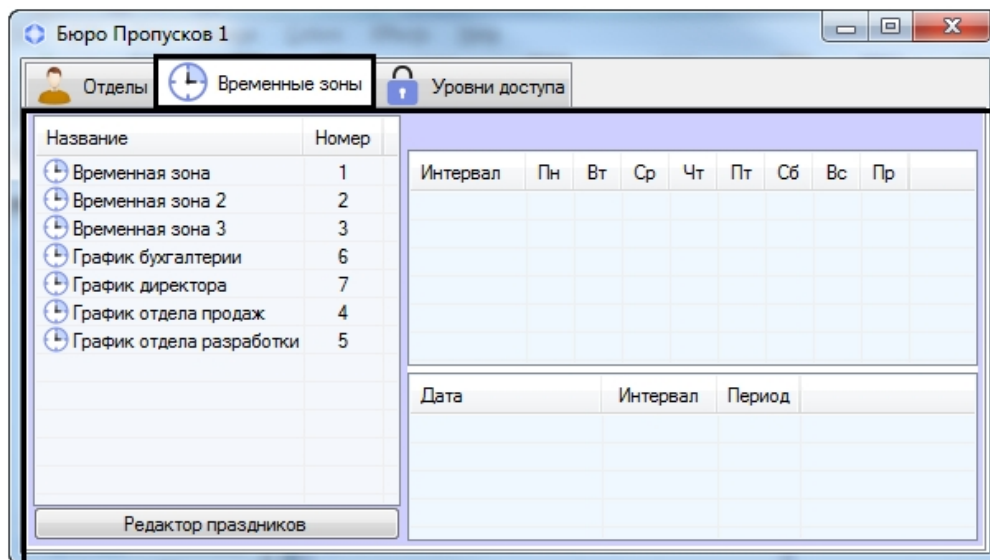 Бюро Пропусков 1
Отделы Временные зоны Уровни доступа
Название Номер
Временная зона 1
Временная зона 2 2
Временная зона 3 3
График бухгалтерии 6
График директора 7
График отдела продаж 4
График отдела разработки 5
Редактор праздников
Интервал Пн Вт Ср Чт Пт Сб Вс Пр
Дата Интервал Период